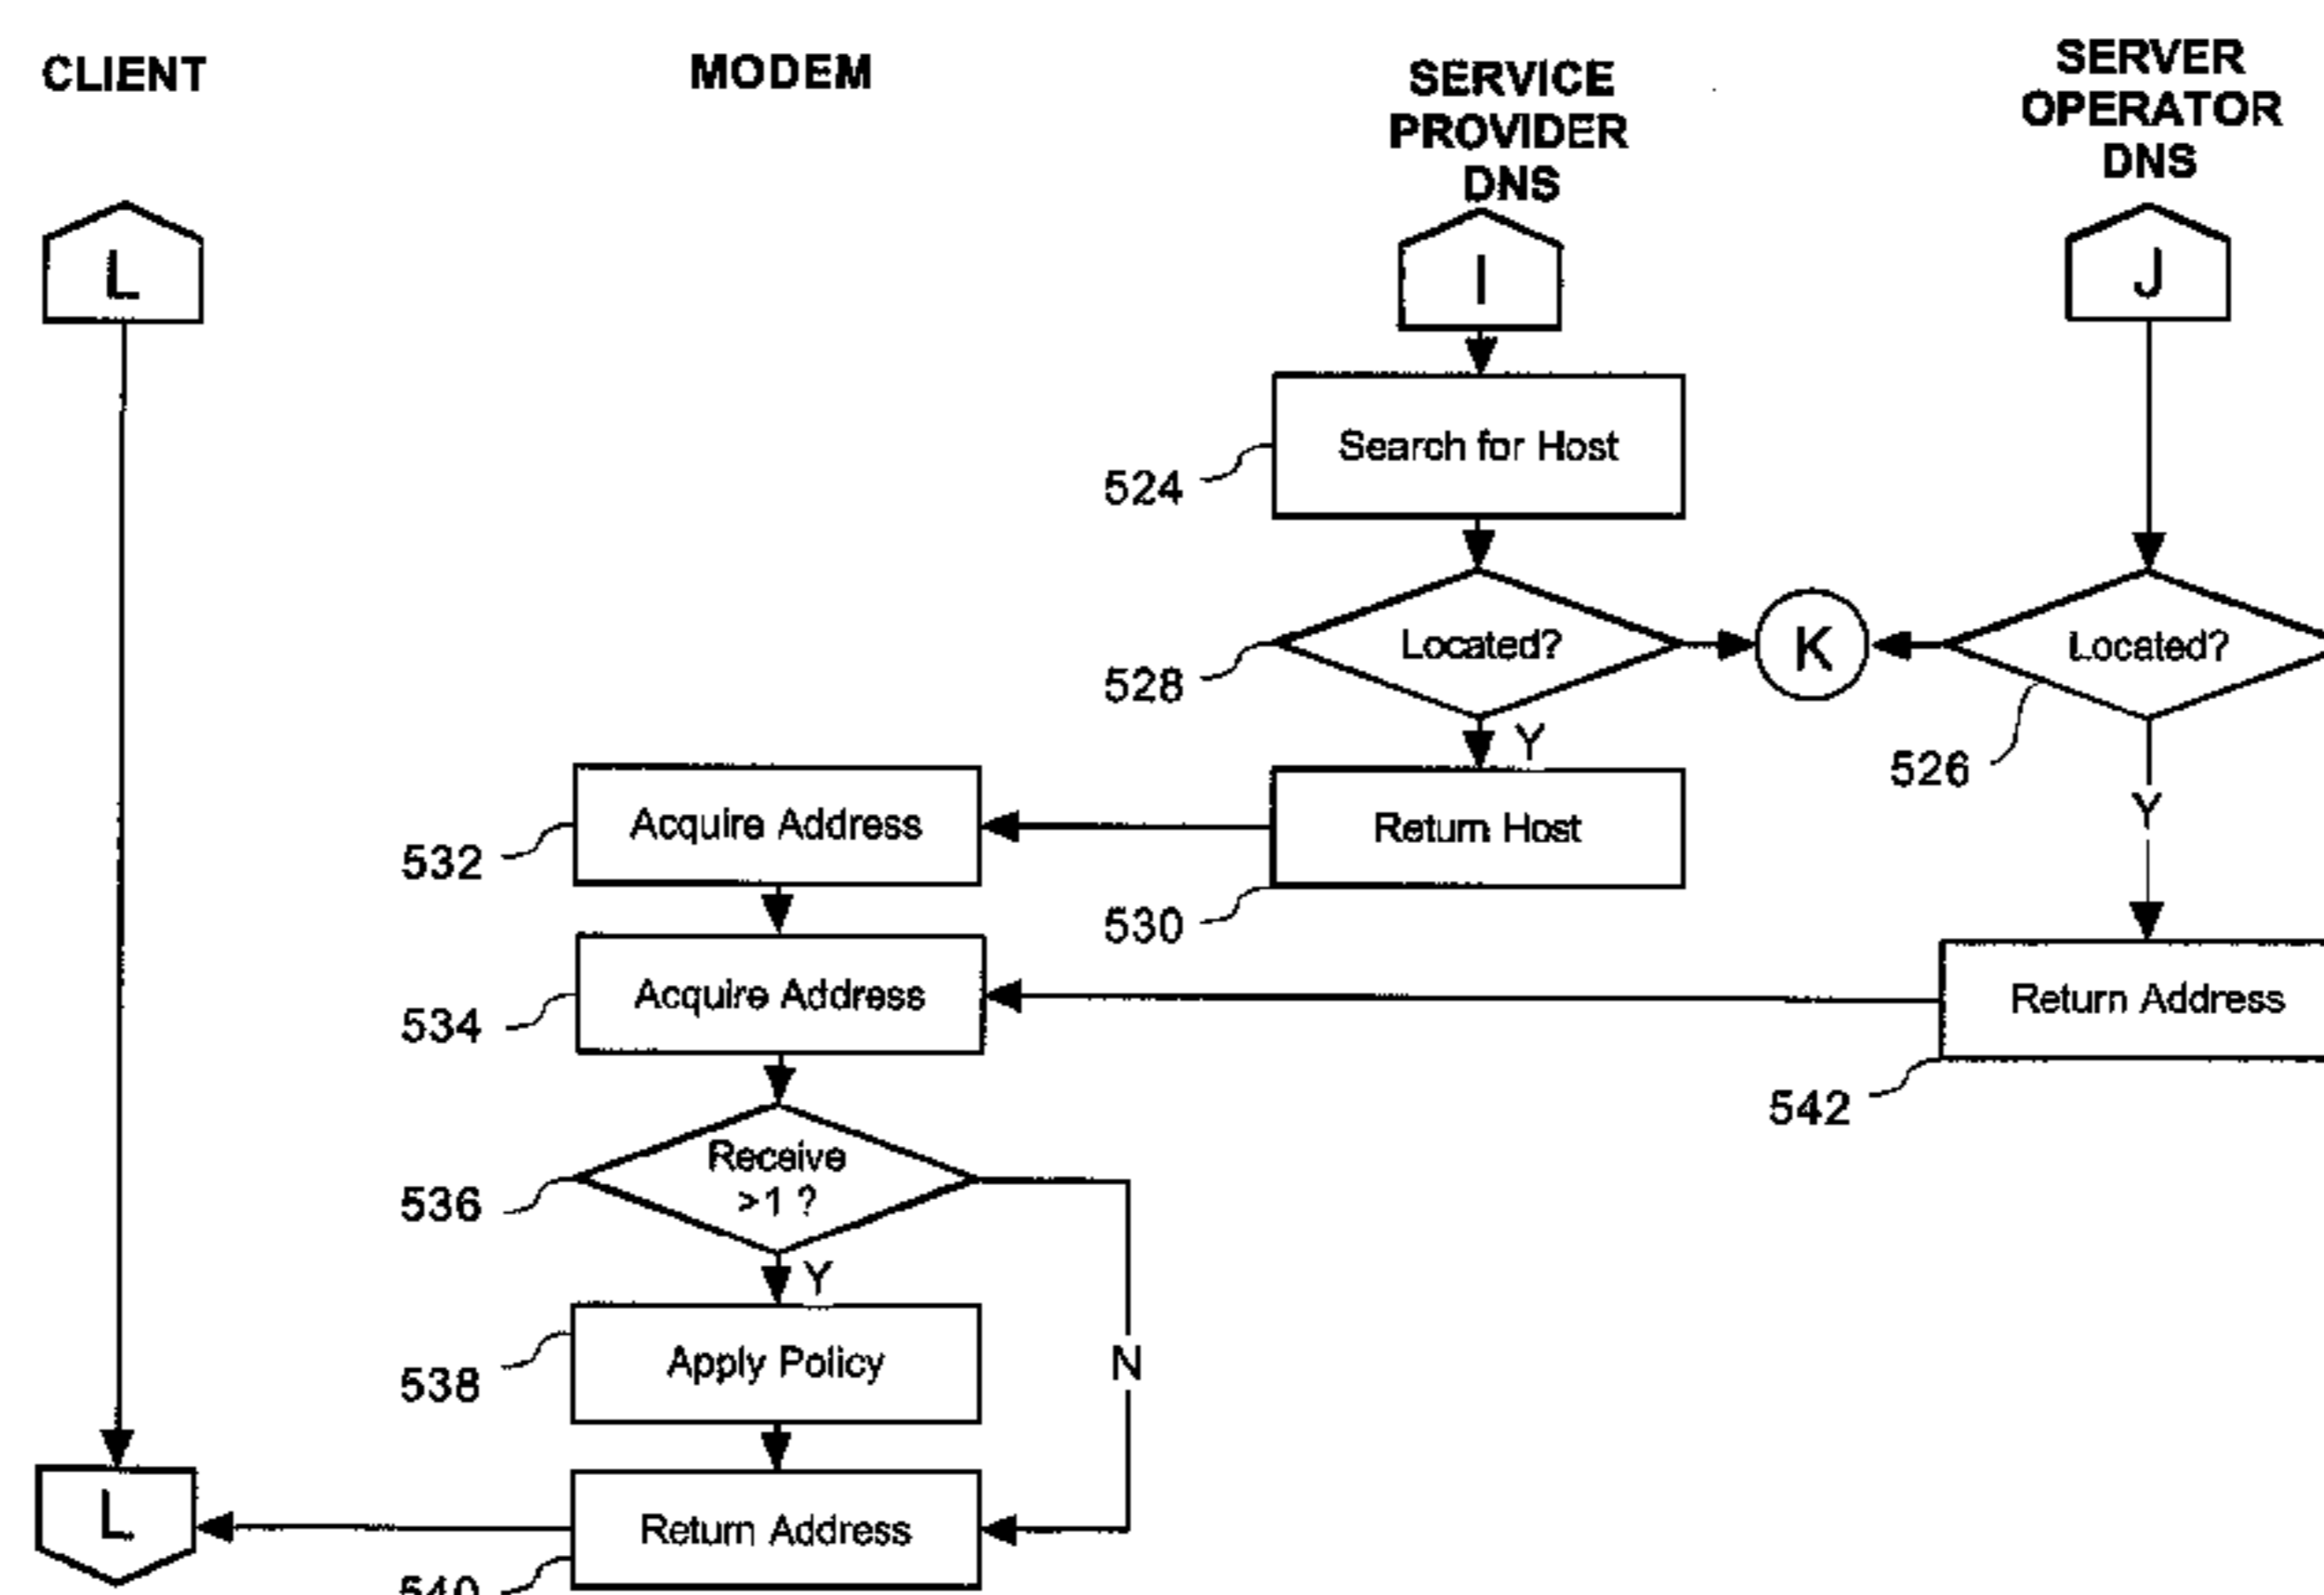 CLIENT
MODEM
SERVICE
PROVIDER
DNS
SERVER
OPERATOR
DNS
L
I
J
Search for Host
524
Located?
528
K
Located?
526
Y
Y
Acquire Address
532
Return Host
530
Acquire Address
534
Return Address
542
Receive
>1 ?
536
Y
Apply Policy
538
N
L
Return Address
540